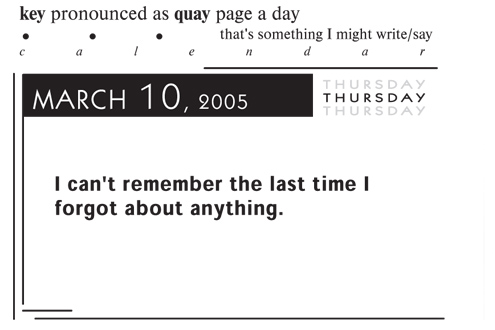 key pronounced as quay page a day
that's something I might write/say
c a l e n d a r
MARCH 10, 2005
THURSDAY
THURSDAY
THURSDAY
I can't remember the last time I
forgot about anything.